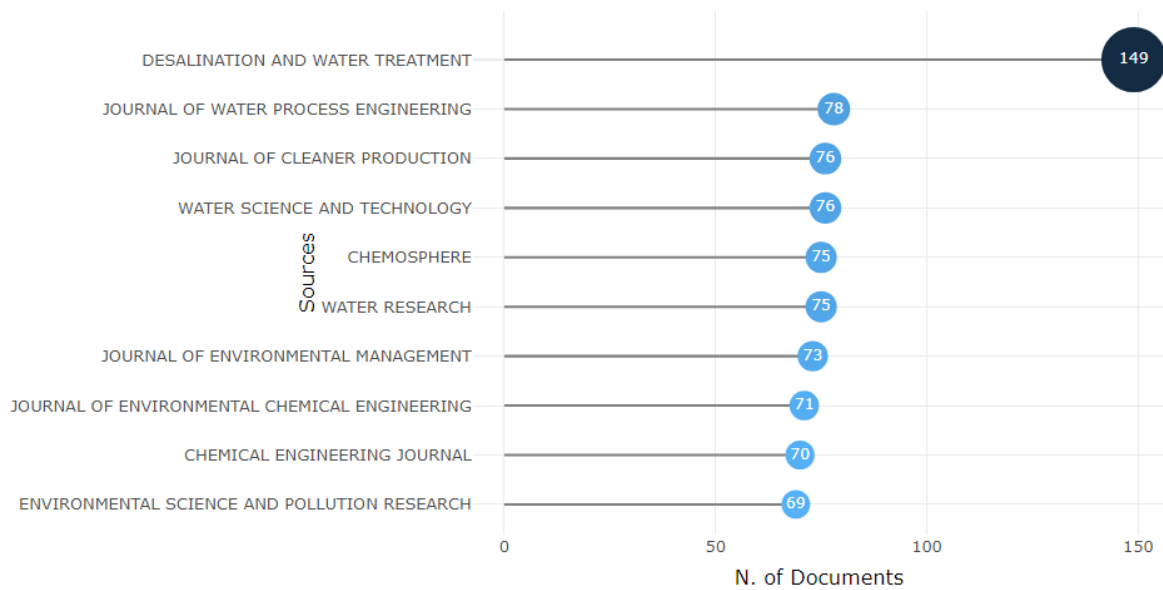 DESALINATION AND WATER TREATMENT 149
JOURNAL OF WATER PROCESS ENGINEERING 78
JOURNAL OF CLEANER PRODUCTION 76
WATER SCIENCE AND TECHNOLOGY 76
Sources
CHEMOSPHERE 75
WATER RESEARCH 75
JOURNAL OF ENVIRONMENTAL MANAGEMENT 73
JOURNAL OF ENVIRONMENTAL CHEMICAL ENGINEERING 71
CHEMICAL ENGINEERING JOURNAL 70
ENVIRONMENTAL SCIENCE AND POLLUTION RESEARCH 69
0 50 100 150
N. of Documents